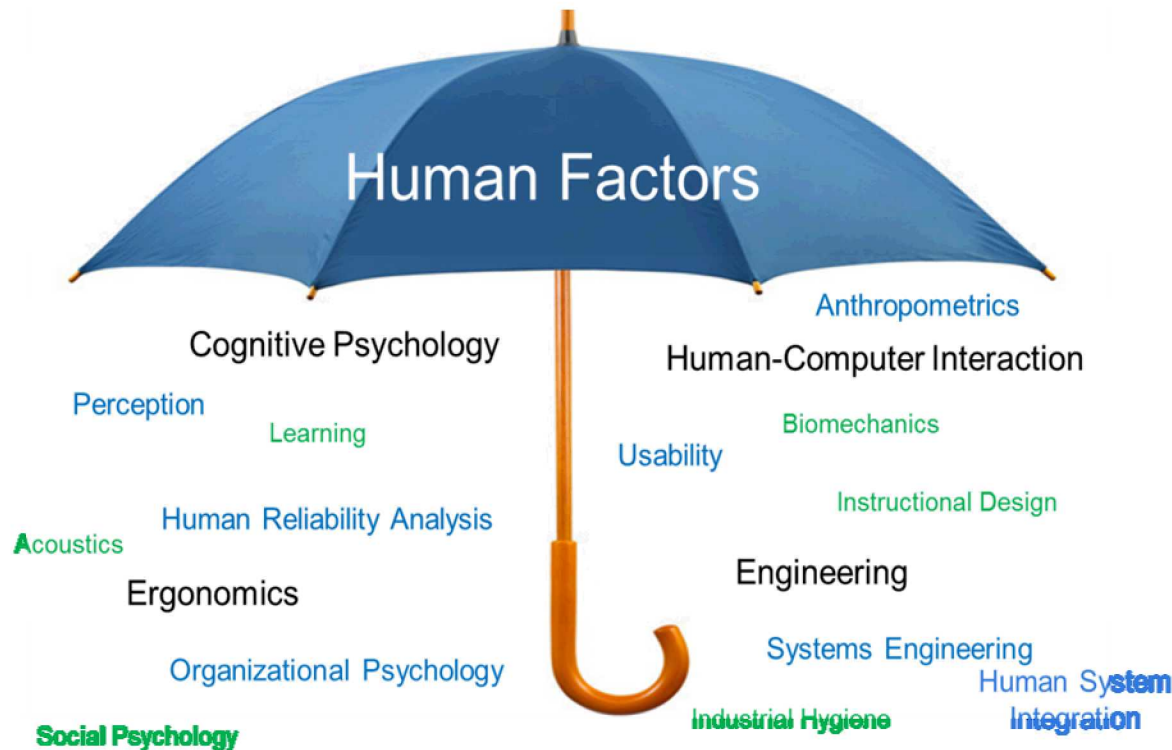 Human Factors
Anthropometrics
Cognitive Psychology
Human-Computer Interaction
Perception
Learning
Biomechanics
Usability
Instructional Design
Human Reliability Analysis
Acoustics
Engineering
Ergonomics
Systems Engineering
Organizational Psychology
Human System
Integration
Industrial Hygiene
Social Psychology